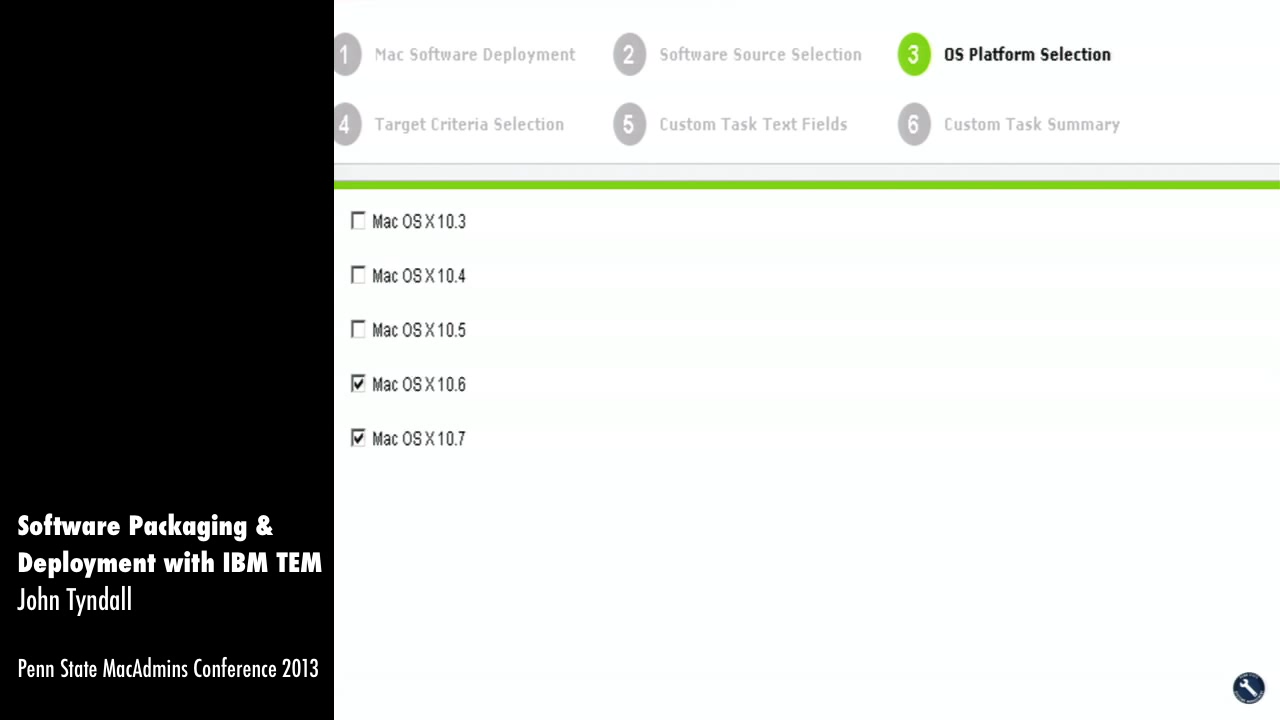 1 Mac Software Deployment 2 Software Source Selection 3 OS Platform Selection
4 Target Criteria Selection 5 Custom Task Text Fields 6 Custom Task Summary
Mac OS X 10.3
Mac OS X 10.4
Mac OS X 10.5
Mac OS X 10.6
Mac OS X 10.7
Software Packaging &
Deployment with IBM TEM
John Tyndall
Penn State MacAdmins Conference 2013